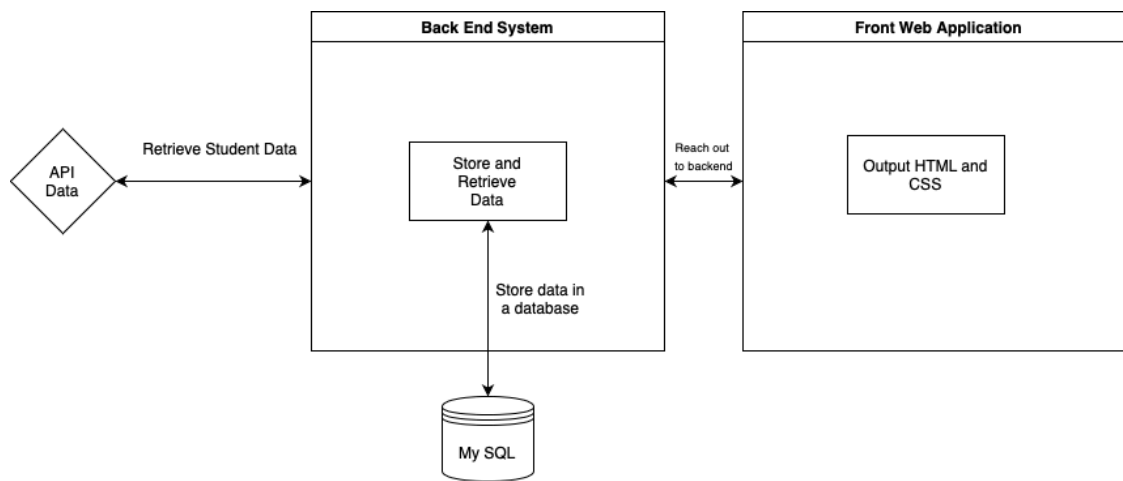 Back End System
Front Web Application
API
Data
Retrieve Student Data
Store and
Retrieve
Data
Reach out
to backend
Output HTML and
CSS
Store data in
a database
My SQL